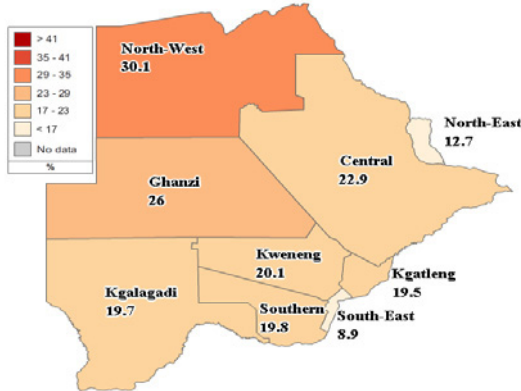 > 41
35 - 41
29 - 35
23 - 29
17 - 23
< 17
No data
%
North-West
30.1
North-East
12.7
Central
22.9
Ghanzi
26
Kweneng
20.1
Kgatleng
19.5
Kgalagadi
19.7
Southern
19.8
South-East
8.9